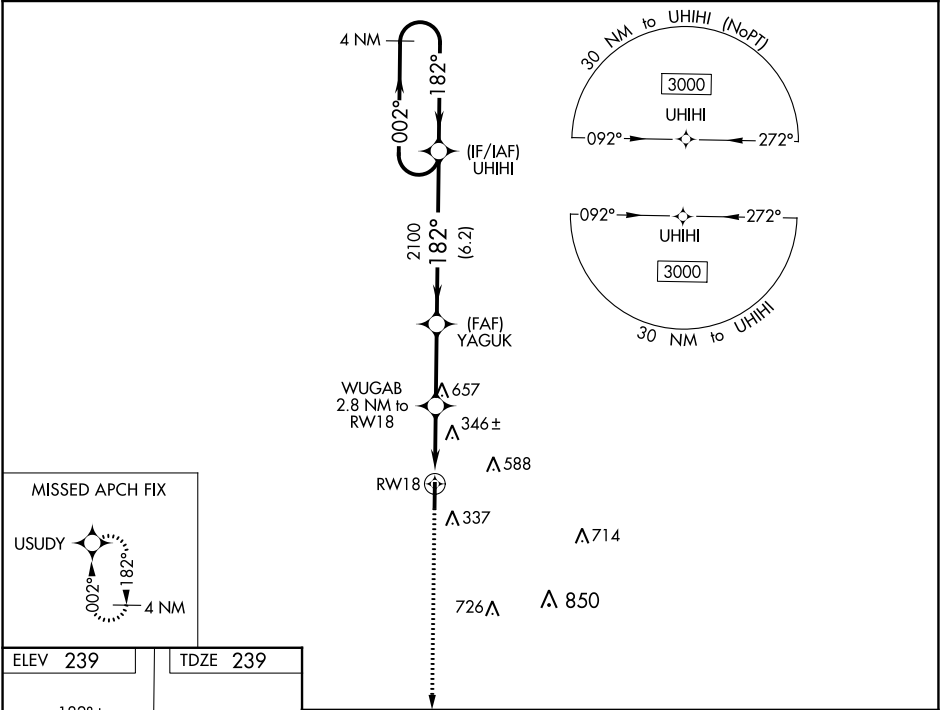 4 NM
182°
002°
(IF/IAF)
UHIHI
2100
182°
(6.2)
(FAF)
YAGUK
WUGAB
2.8 NM to
RW18
657
346±
588
RW18
337
714
726
850
30 NM to UHIHI (NoPT)
3000
UHIHI
092°
272°
092°
272°
UHIHI
3000
30 NM to UHIHI
MISSED APCH FIX
USUDY
002°
182°
4 NM
ELEV 239
TDZE 239